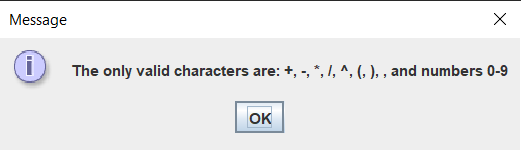 Message
The only valid characters are: +, -, *, /, ^, (, ), , and numbers 0-9
OK